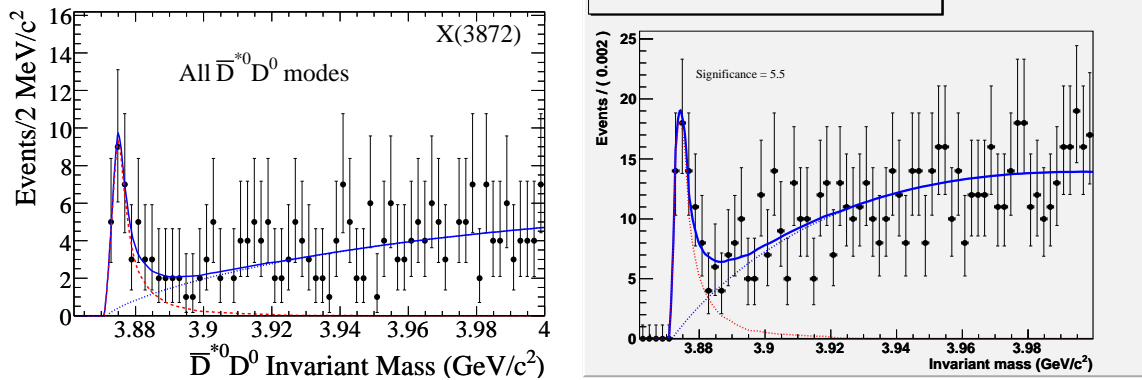 16
14
12
10
8
6
4
2
0
Events/2 MeV/c²
X(3872)
All D̅*⁰D⁰ modes
3.88 3.9 3.92 3.94 3.96 3.98 4
D̅*⁰D⁰ Invariant Mass (GeV/c²)
25
20
15
10
5
0
Events / ( 0.002 )
Significance = 5.5
3.88 3.9 3.92 3.94 3.96 3.98
Invariant mass (GeV/c²)